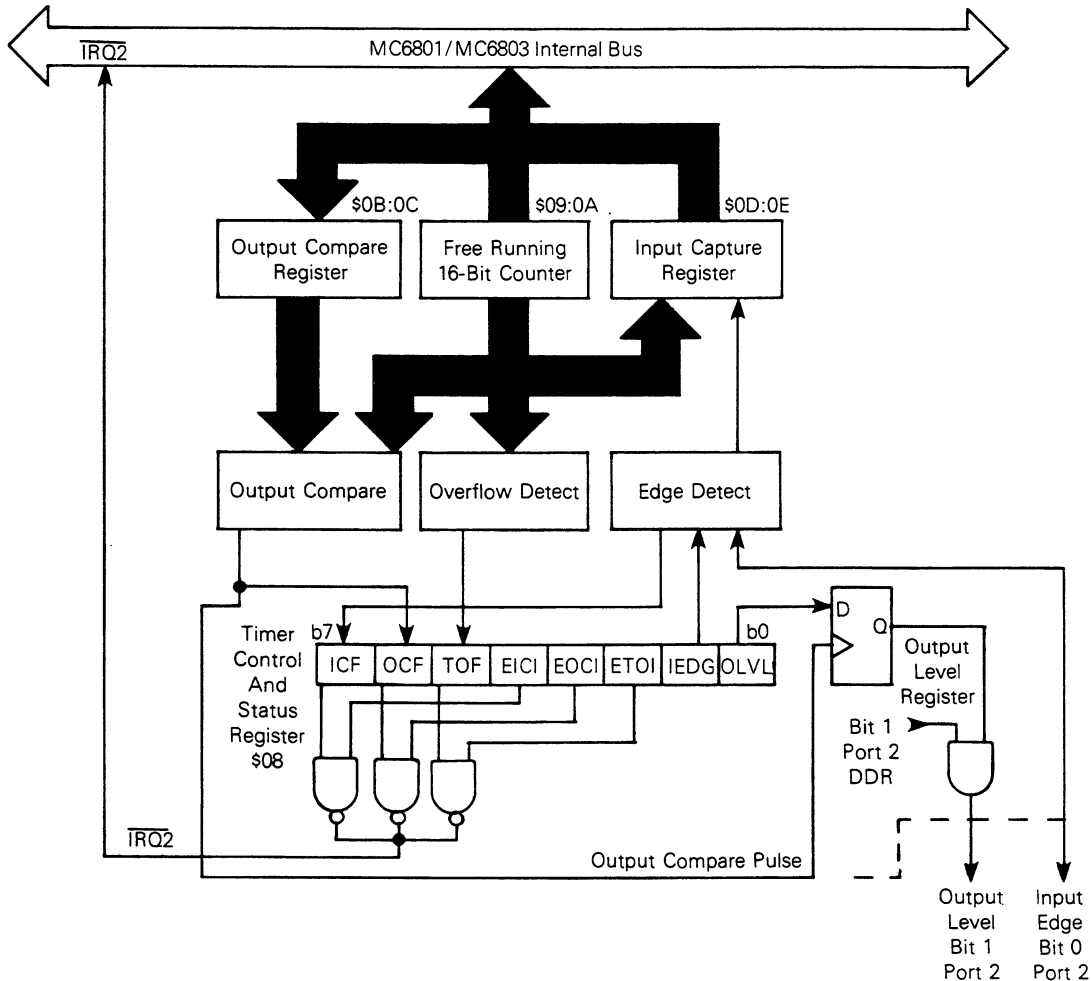 IRQ2
MC6801/MC6803 Internal Bus
$0B:0C
$09:0A
$0D:0E
Output Compare
Register
Free Running
16-Bit Counter
Input Capture
Register
Output Compare
Overflow Detect
Edge Detect
Timer
Control
And
Status
Register
$08
b7
b0
ICF
OCF
TOF
EICI
EOCI
ETOI
IEDG
OLVL
D
Q
Output
Level
Register
Bit 1
Port 2
DDR
IRQ2
Output Compare Pulse
Output
Level
Bit 1
Port 2
Input
Edge
Bit 0
Port 2